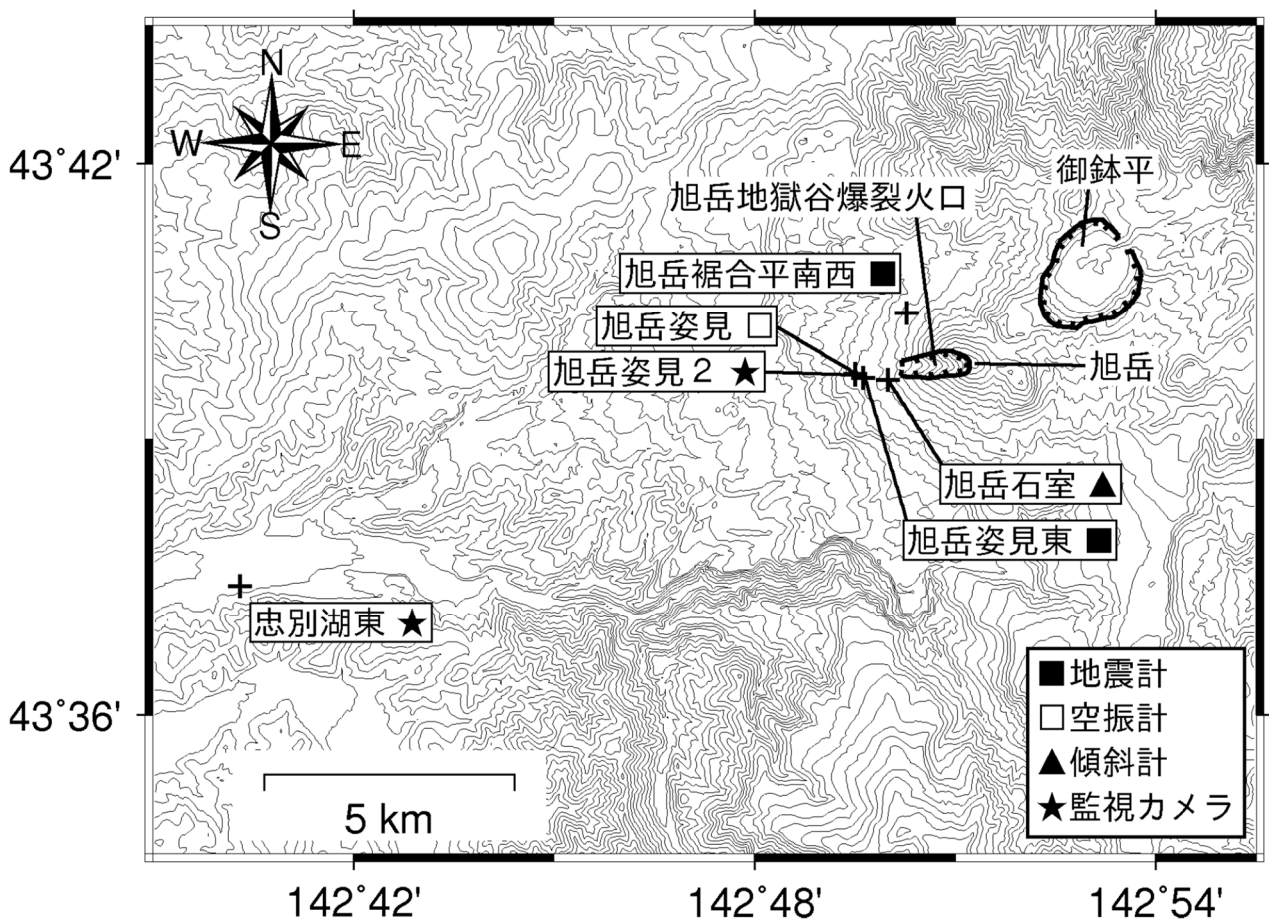 N
W
E
S
43°42'
御鉢平
旭岳地獄谷爆裂火口
旭岳裾合平南西 ■
旭岳姿見 □
旭岳姿見２ ★
旭岳
旭岳石室 ▲
旭岳姿見東 ■
忠別湖東 ★
■地震計
□空振計
▲傾斜計
★監視カメラ
43°36'
5 km
142°42'
142°48'
142°54'